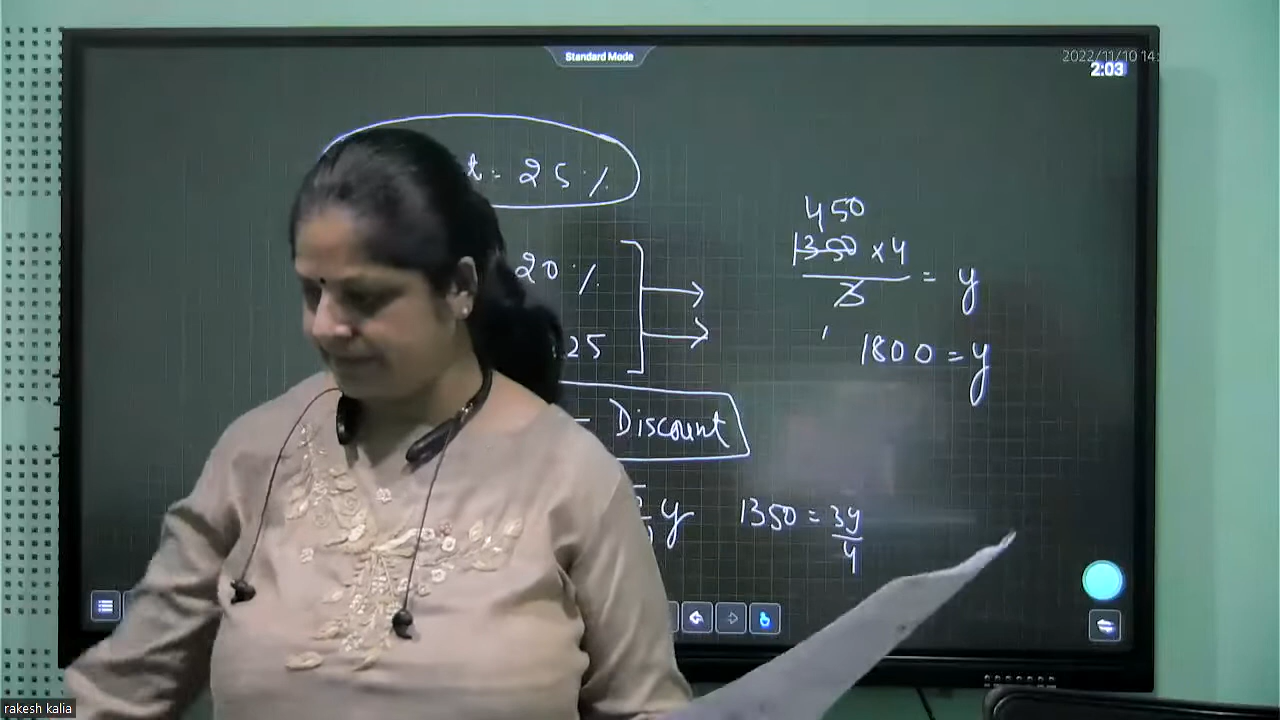 Standard Mode
2022/11/10 14:
2:03
t = 25 %
20 %
25
- Discount
y
1350 = 3y
4
450
1350 x 4
3
= y
1800 = y
rakesh kalia